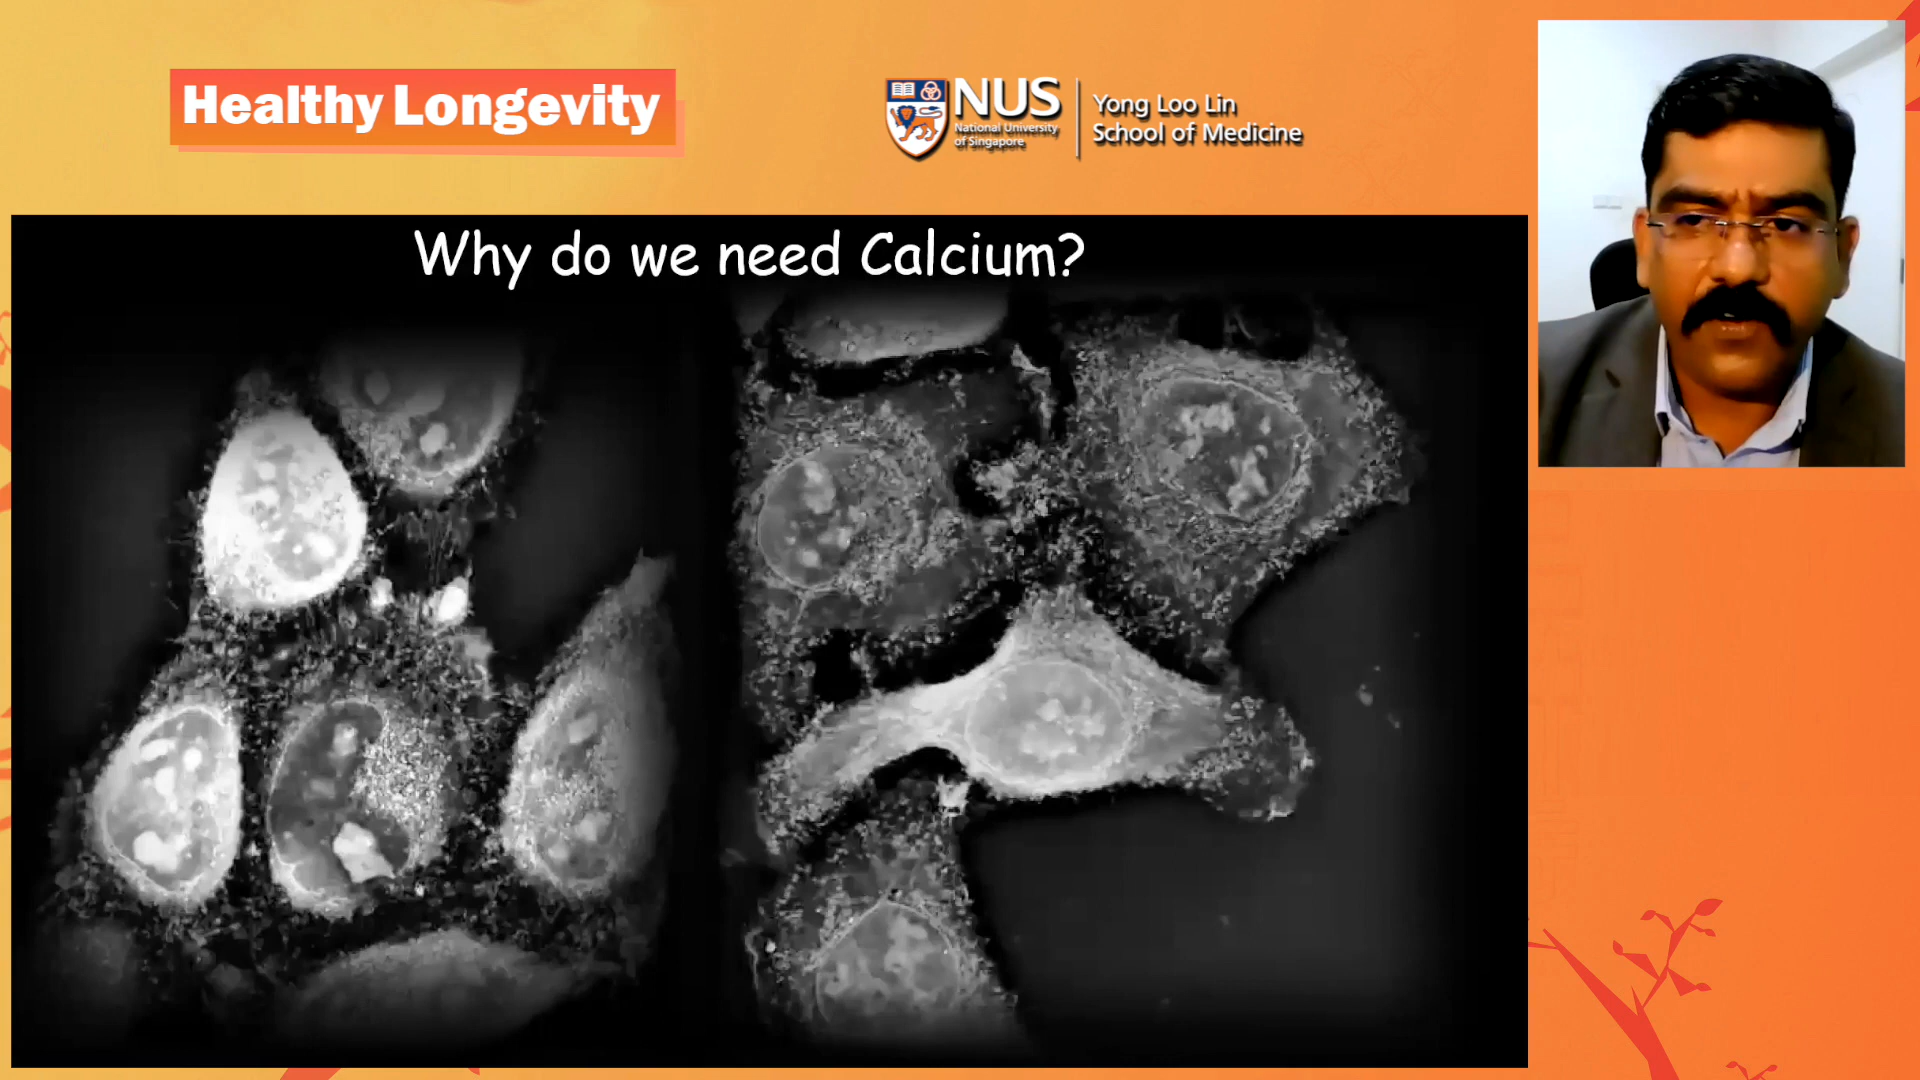 Healthy Longevity
NUS
National University
of Singapore
Yong Loo Lin
School of Medicine
Why do we need Calcium?